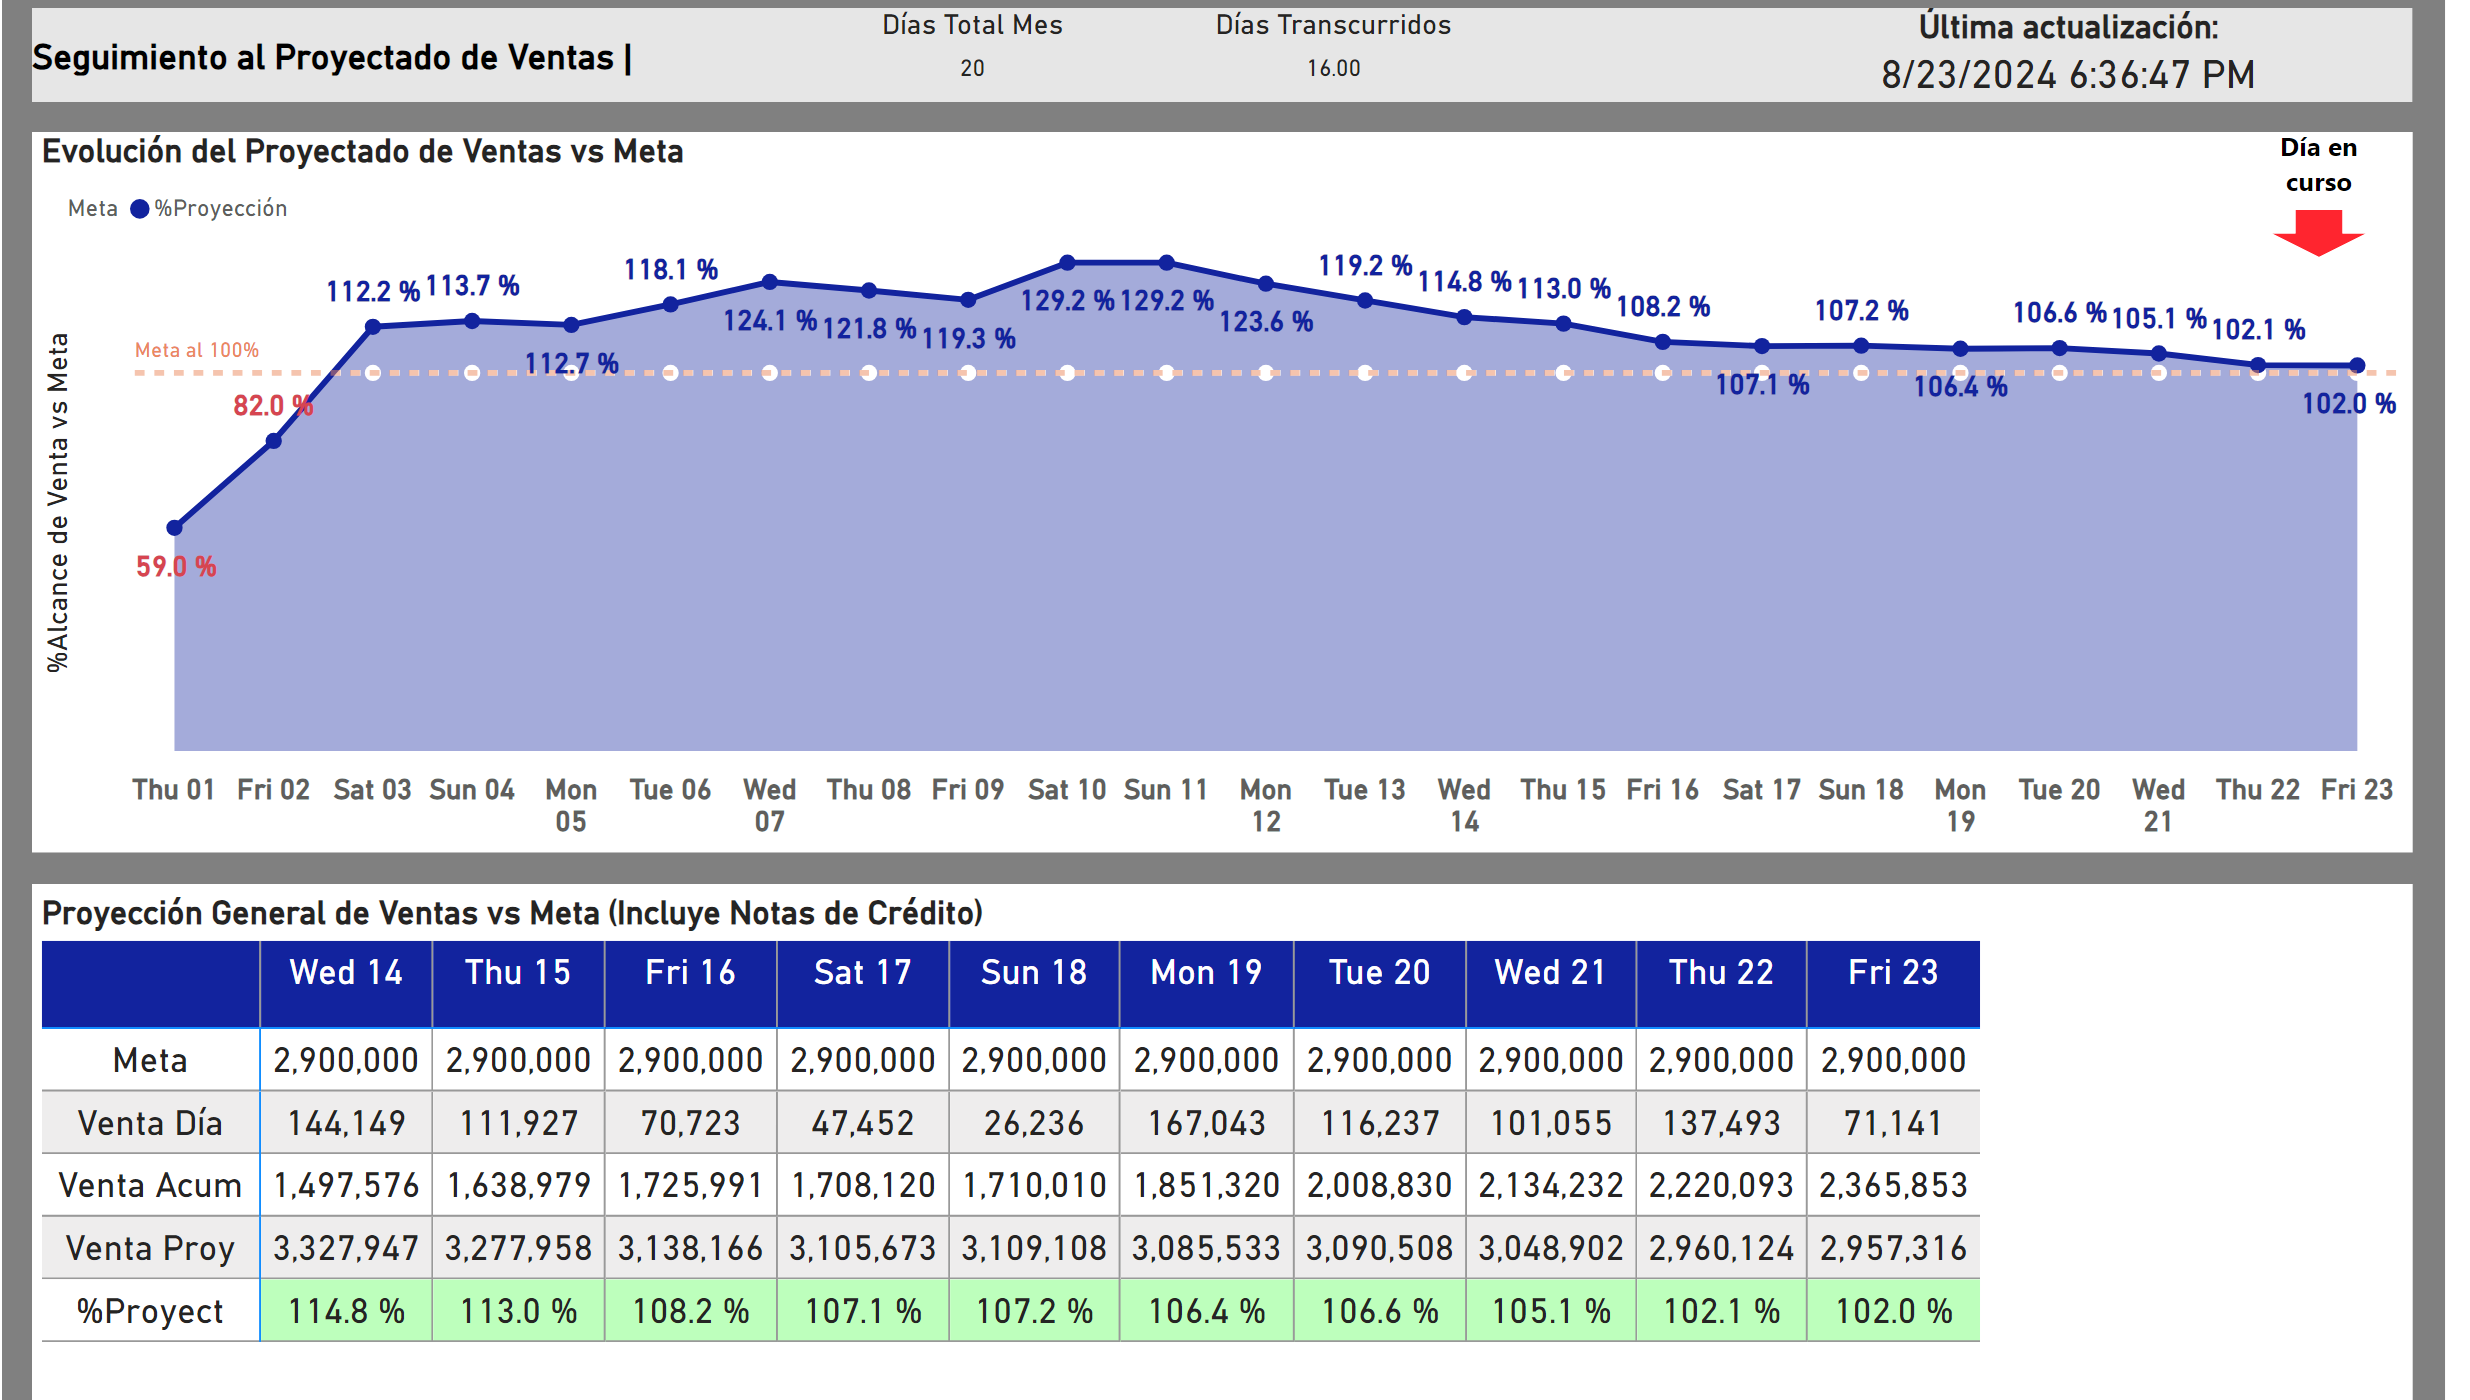 Seguimiento al Proyectado de Ventas |
Días Total Mes
20
Días Transcurridos
16.00
Última actualización:
8/23/2024 6:36:47 PM
Evolución del Proyectado de Ventas vs Meta
Día en
curso
Meta %Proyección
%Alcance de Venta vs Meta
Meta al 100%
59.0 %
82.0 %
112.2 %
113.7 %
112.7 %
118.1 %
124.1 %
121.8 %
119.3 %
129.2 %
129.2 %
123.6 %
119.2 %
114.8 %
113.0 %
108.2 %
107.1 %
107.2 %
106.4 %
106.6 %
105.1 %
102.1 %
102.0 %
Thu 01 Fri 02 Sat 03 Sun 04 Mon 05 Tue 06 Wed 07 Thu 08 Fri 09 Sat 10 Sun 11 Mon 12 Tue 13 Wed 14 Thu 15 Fri 16 Sat 17 Sun 18 Mon 19 Tue 20 Wed 21 Thu 22 Fri 23
Proyección General de Ventas vs Meta (Incluye Notas de Crédito)
Wed 14 Thu 15 Fri 16 Sat 17 Sun 18 Mon 19 Tue 20 Wed 21 Thu 22 Fri 23
Meta 2,900,000 2,900,000 2,900,000 2,900,000 2,900,000 2,900,000 2,900,000 2,900,000 2,900,000 2,900,000
Venta Día 144,149 111,927 70,723 47,452 26,236 167,043 116,237 101,055 137,493 71,141
Venta Acum 1,497,576 1,638,979 1,725,991 1,708,120 1,710,010 1,851,320 2,008,830 2,134,232 2,220,093 2,365,853
Venta Proy 3,327,947 3,277,958 3,138,166 3,105,673 3,109,108 3,085,533 3,090,508 3,048,902 2,960,124 2,957,316
%Proyect 114.8 % 113.0 % 108.2 % 107.1 % 107.2 % 106.4 % 106.6 % 105.1 % 102.1 % 102.0 %